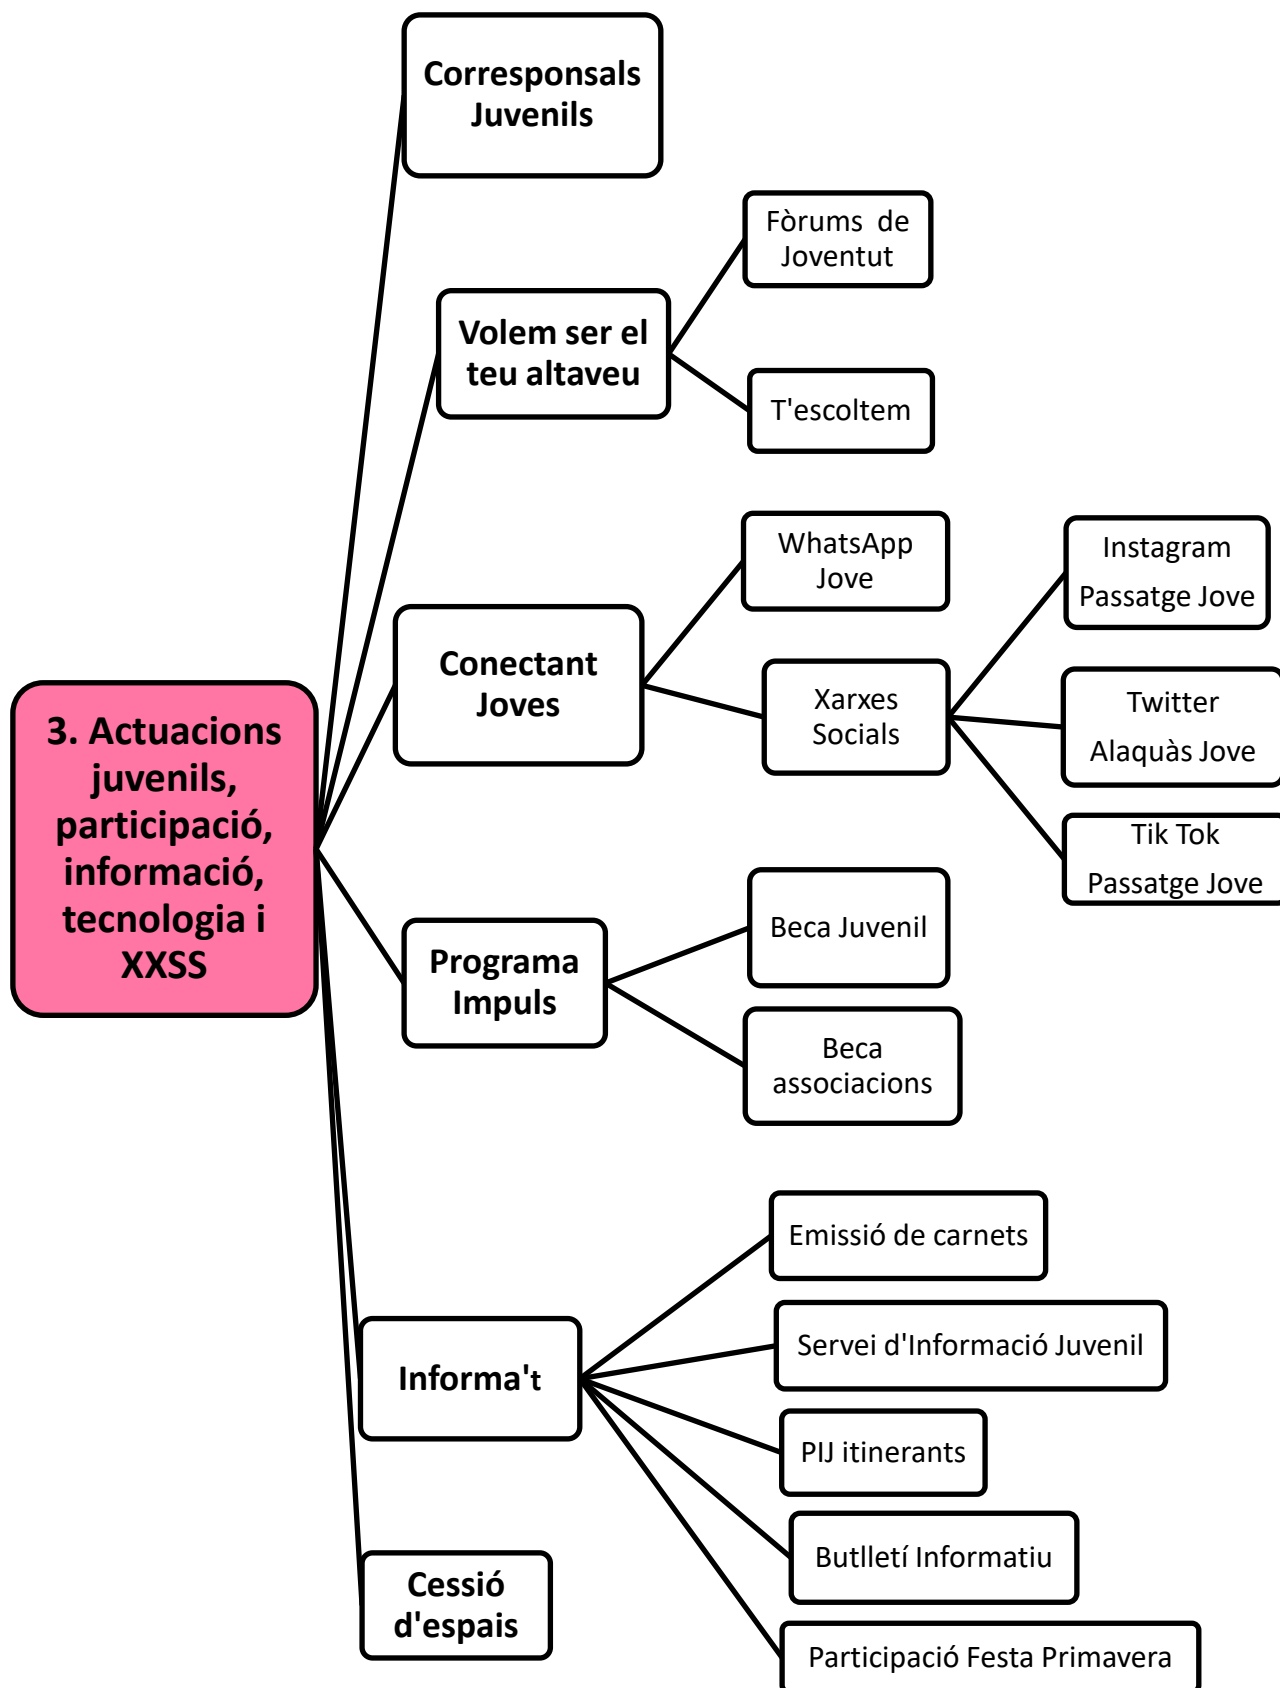 3. Actuacions
juvenils,
participació,
informació,
tecnologia i
XXSS
Corresponsals
Juvenils
Volem ser el
teu altaveu
Fòrums  de
Joventut
T'escoltem
Conectant
Joves
WhatsApp
Jove
Xarxes
Socials
Instagram
Passatge Jove
Twitter
Alaquàs Jove
Tik Tok
Passatge Jove
Programa
Impuls
Beca Juvenil
Beca
associacions
Informa't
Emissió de carnets
Servei d'Informació Juvenil
PIJ itinerants
Butlletí Informatiu
Participació Festa Primavera
Cessió
d'espais